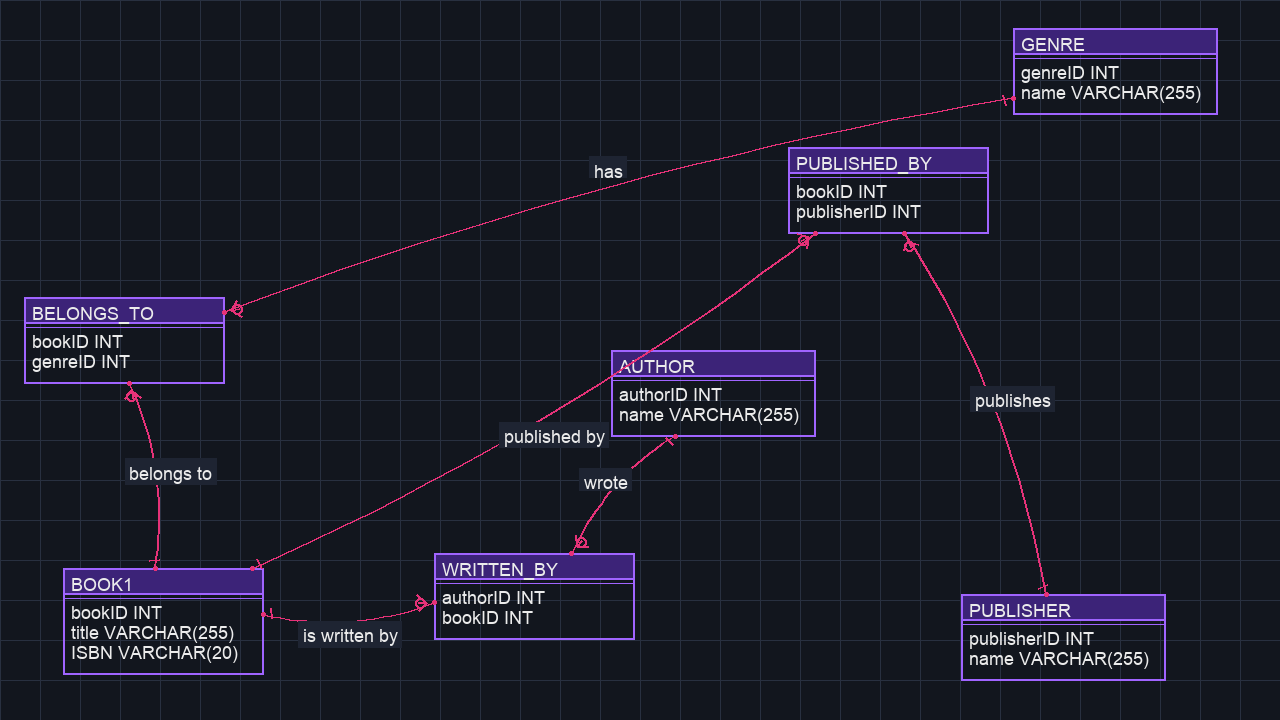 GENRE
genreID INT
name VARCHAR(255)
has
PUBLISHED_BY
bookID INT
publisherID INT
BELONGS_TO
bookID INT
genreID INT
AUTHOR
authorID INT
name VARCHAR(255)
publishes
published by
belongs to
wrote
BOOK1
bookID INT
title VARCHAR(255)
ISBN VARCHAR(20)
is written by
WRITTEN_BY
authorID INT
bookID INT
PUBLISHER
publisherID INT
name VARCHAR(255)